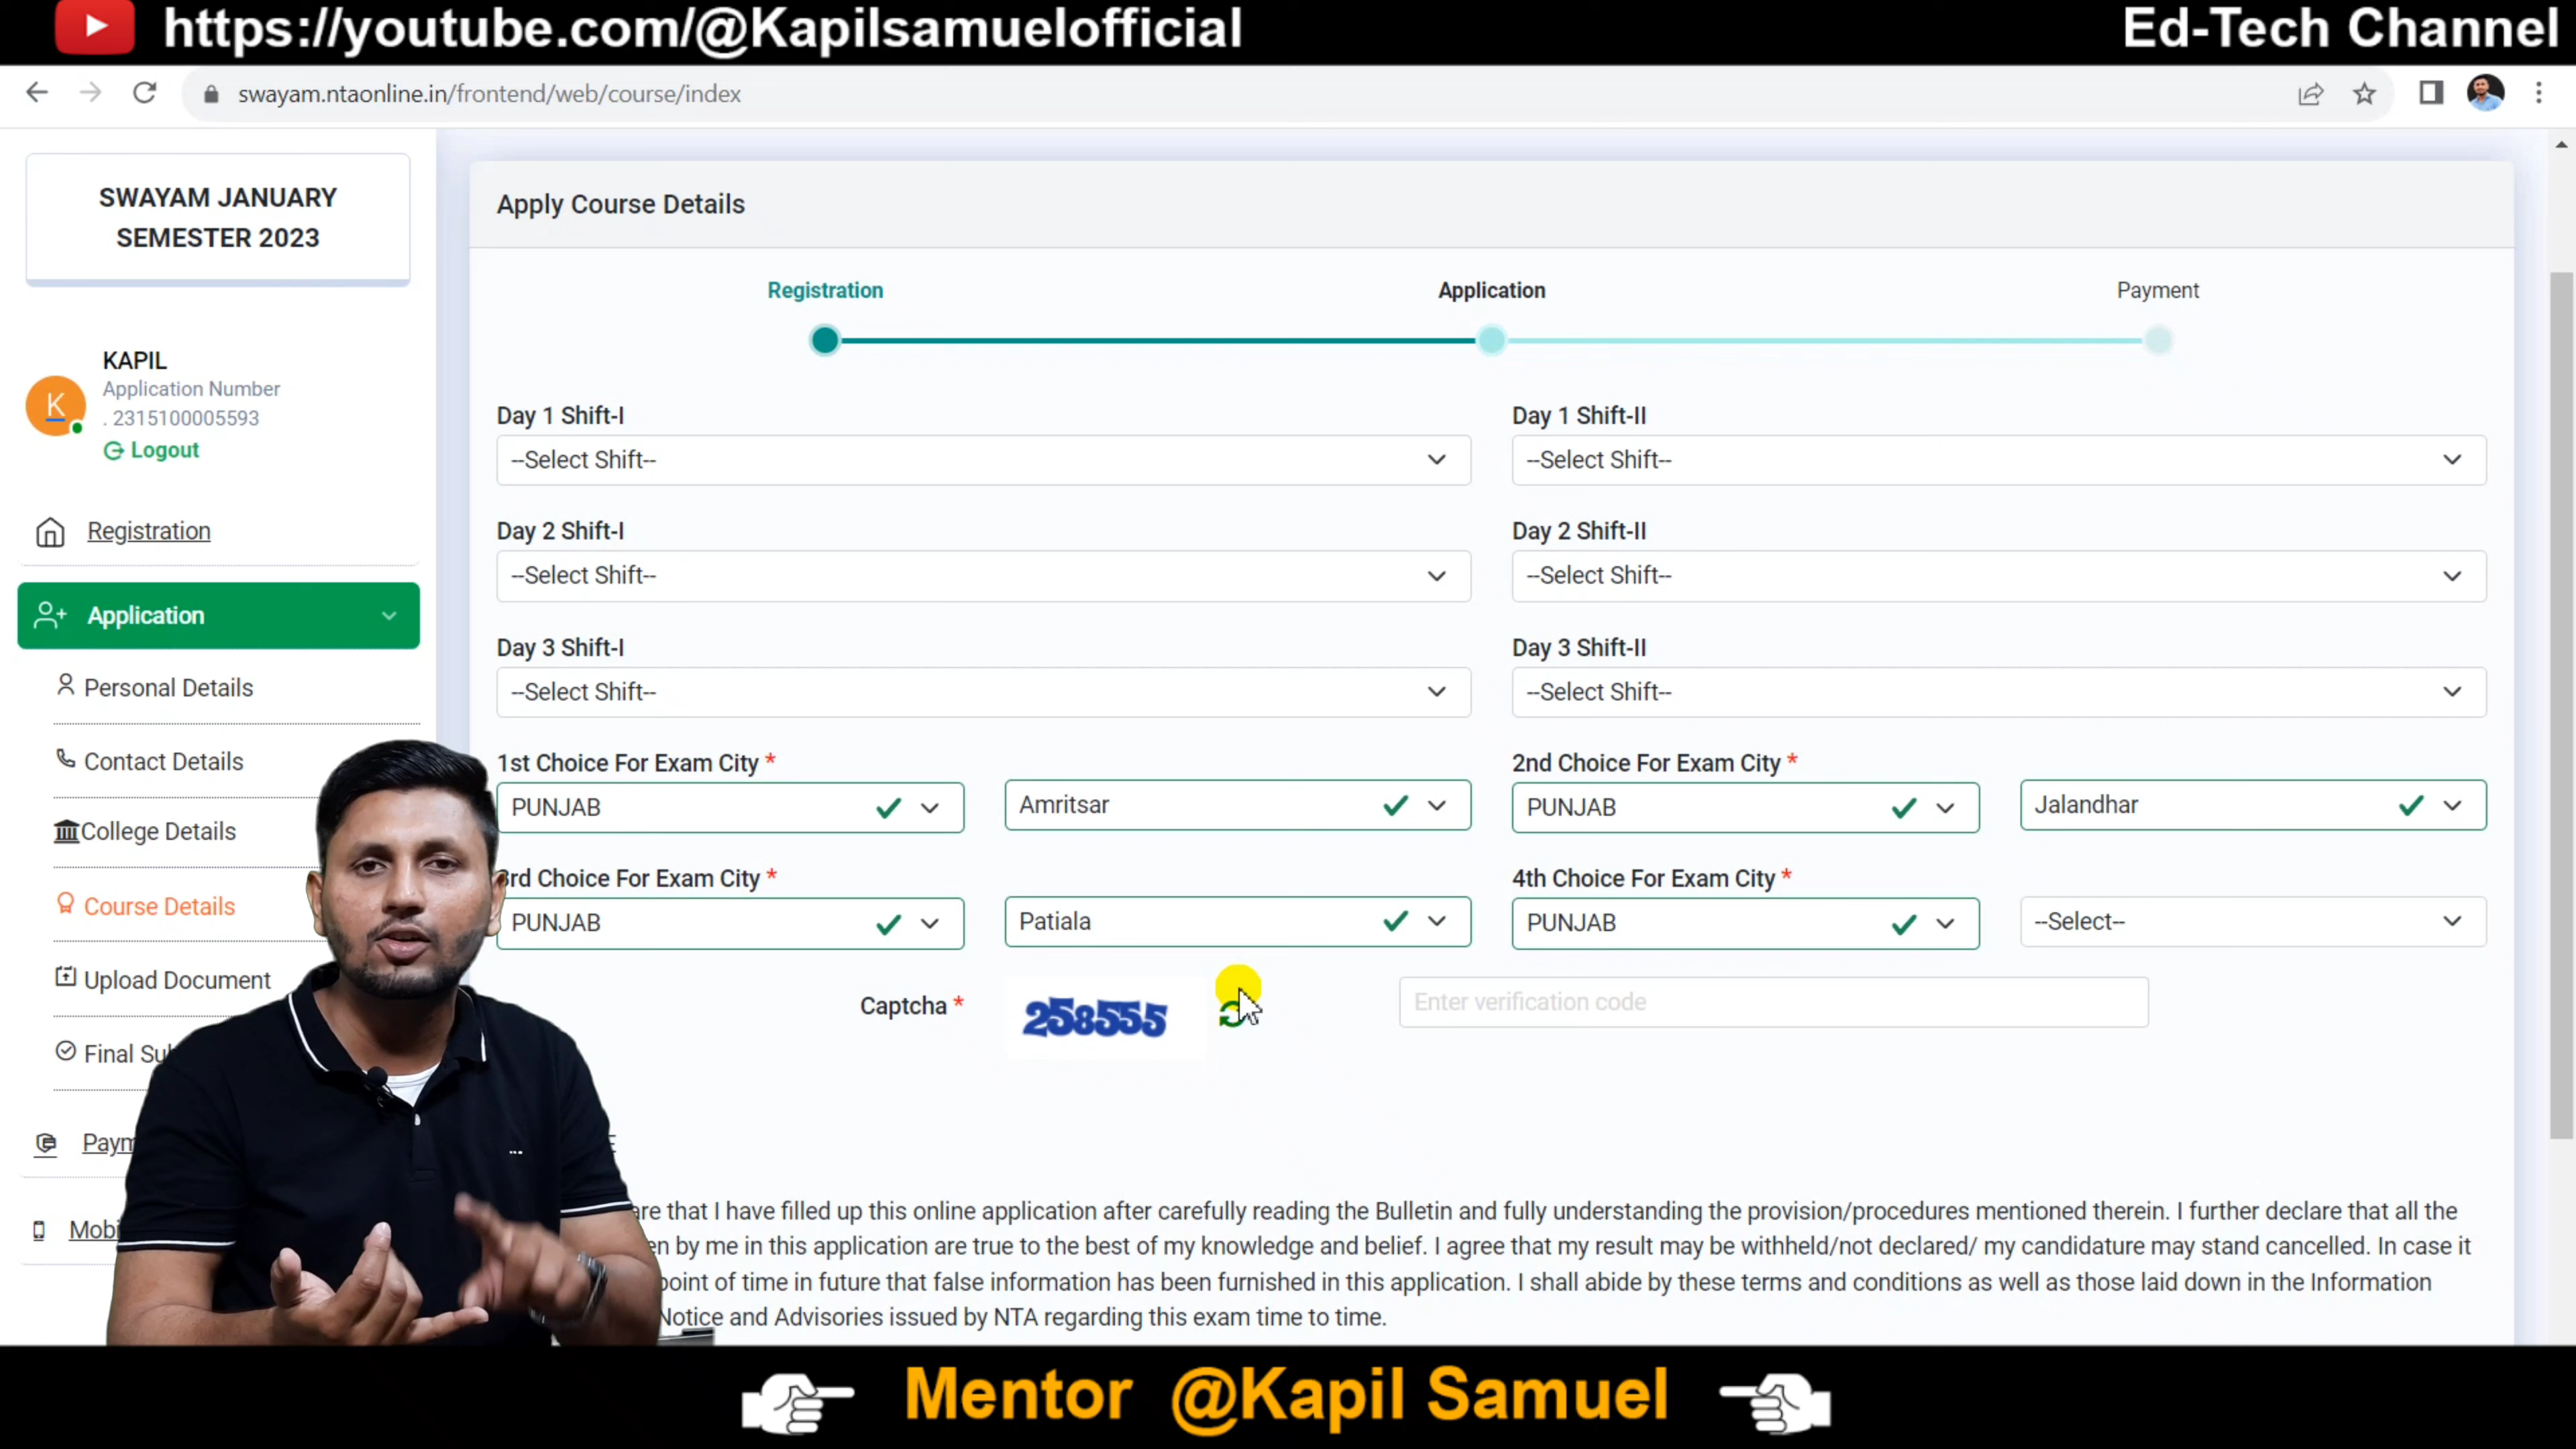 https://youtube.com/@Kapilsamuelofficial
Ed-Tech Channel
swayam.ntaonline.in/frontend/web/course/index
SWAYAM JANUARY
SEMESTER 2023
KAPIL
Application Number
. 2315100005593
Logout
K
Registration
Application
Personal Details
Contact Details
College Details
Course Details
Upload Document
Final
Apply Course Details
Registration
Application
Payment
Day 1 Shift-I
Day 1 Shift-II
--Select Shift--
--Select Shift--
Day 2 Shift-I
Day 2 Shift-II
--Select Shift--
--Select Shift--
Day 3 Shift-I
Day 3 Shift-II
--Select Shift--
--Select Shift--
1st Choice For Exam City *
2nd Choice For Exam City *
PUNJAB
Amritsar
PUNJAB
Jalandhar
3rd Choice For Exam City *
4th Choice For Exam City *
PUNJAB
Patiala
PUNJAB
--Select--
Captcha *
258555
Enter verification code
that I have filled up this online application after carefully reading the Bulletin and fully understanding the provision/procedures mentioned therein. I further declare that all the
by me in this application are true to the best of my knowledge and belief. I agree that my result may be withheld/not declared/ my candidature may stand cancelled. In case it
point of time in future that false information has been furnished in this application. I shall abide by these terms and conditions as well as those laid down in the Information
Notice and Advisories issued by NTA regarding this exam time to time.
Mentor @Kapil Samuel